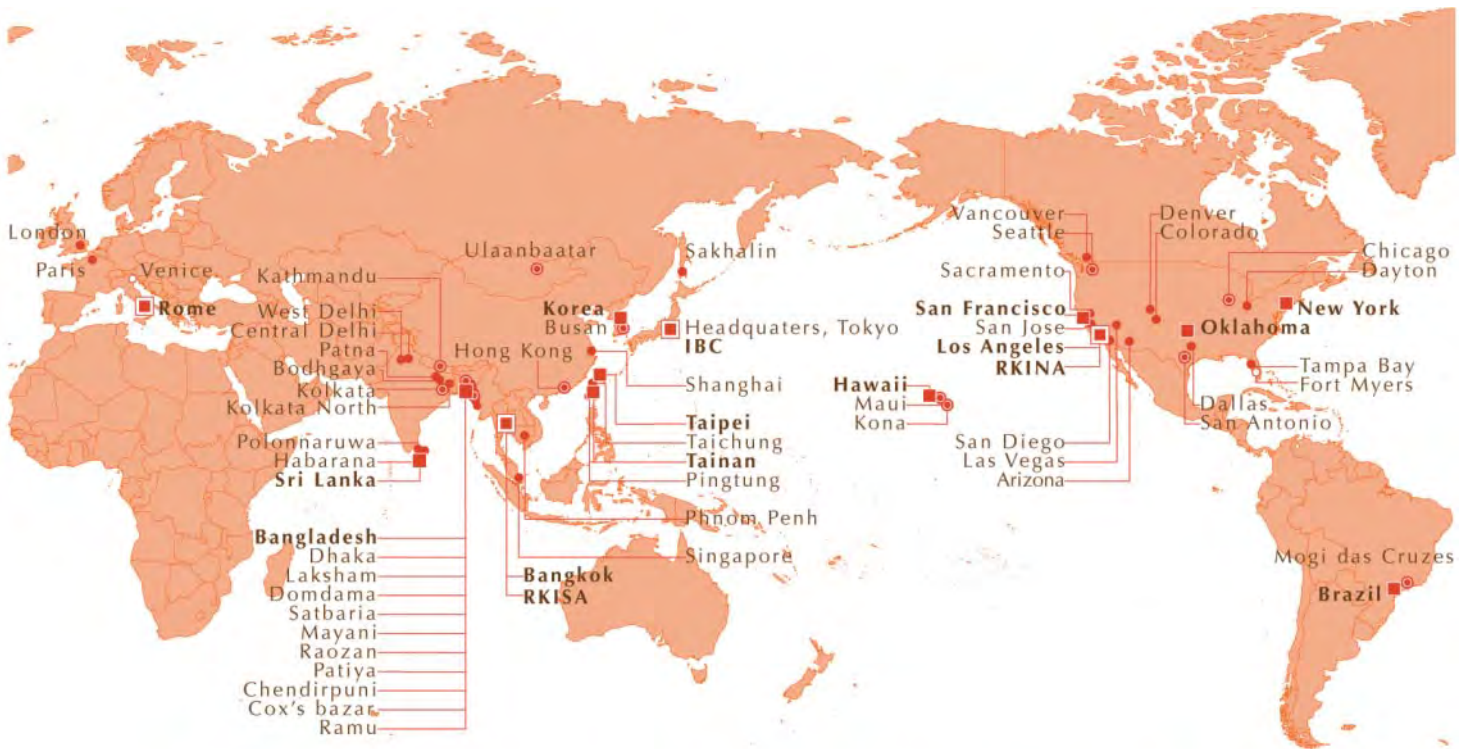 London
Paris
Venice
Rome
Kathmandu
West Delhi
Central Delhi
Patna
Bodhgaya
Kolkata
Kolkata North
Polonnaruwa
Habarana
Sri Lanka
Bangladesh
Dhaka
Laksham
Domdama
Satbaria
Mayani
Raozan
Patiya
Chendirpuni
Cox's bazar
Ramu
Ulaanbaatar
Hong Kong
Korea
Busan
Sakhalin
Headquaters, Tokyo
IBC
Shanghai
Taipei
Taichung
Tainan
Pingtung
Phnom Penh
Singapore
Bangkok
RKISA
Hawaii
Maui
Kona
Vancouver
Seattle
Sacramento
San Francisco
San Jose
Los Angeles
RKINA
San Diego
Las Vegas
Arizona
Denver
Colorado
Chicago
Dayton
New York
Oklahoma
Tampa Bay
Fort Myers
Dallas
San Antonio
Mogi das Cruzes
Brazil